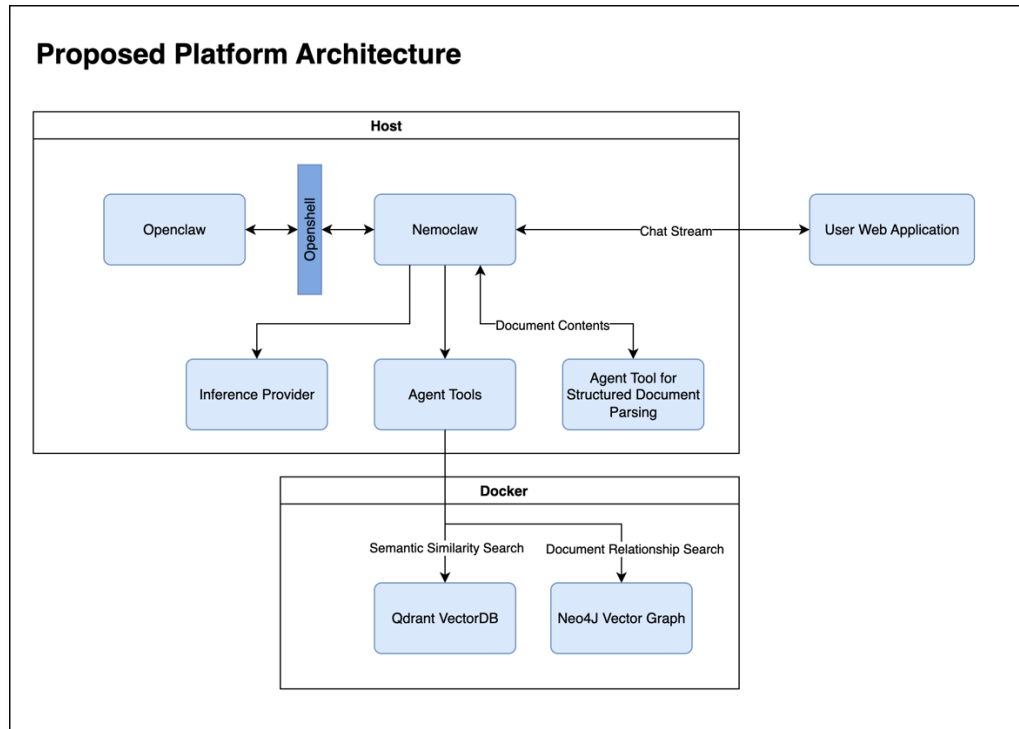 Proposed Platform Architecture
Host
Openclaw
Openshell
Nemoclaw
Chat Stream
User Web Application
Document Contents
Inference Provider
Agent Tools
Agent Tool for
Structured Document
Parsing
Docker
Semantic Similarity Search
Document Relationship Search
Qdrant VectorDB
Neo4J Vector Graph